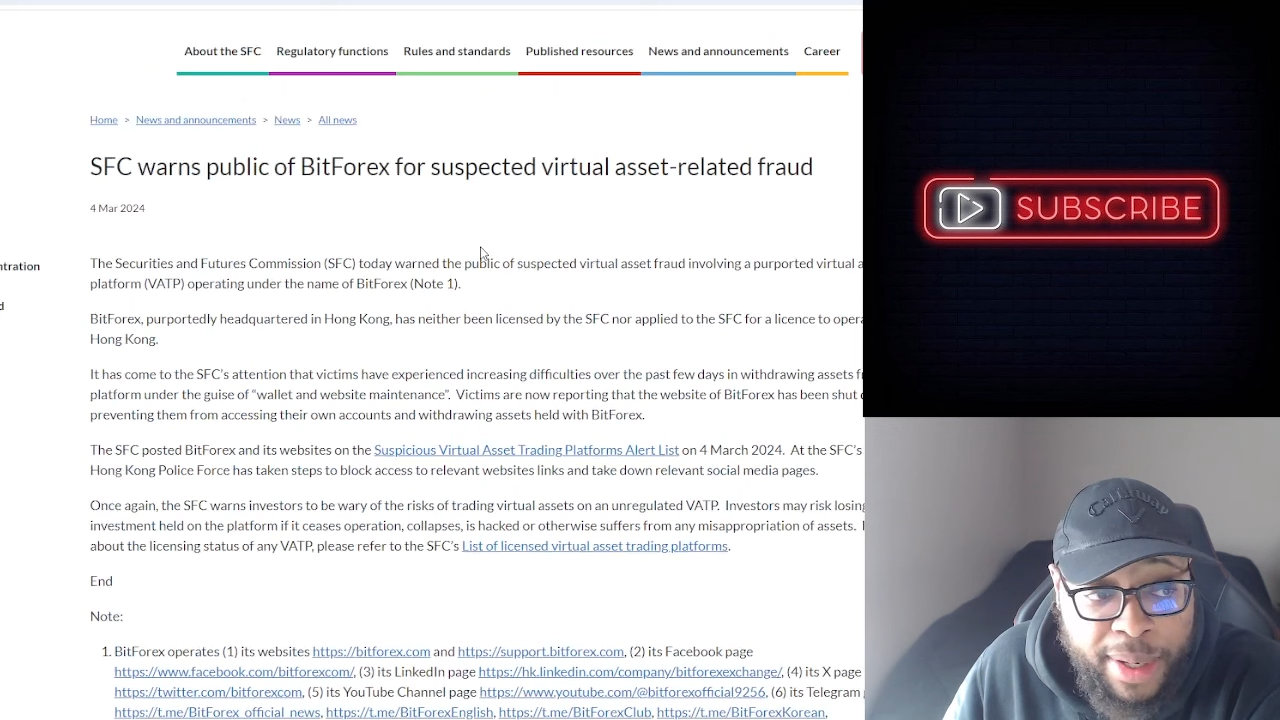 About the SFC Regulatory functions Rules and standards Published resources News and announcements Career
Home > News and announcements > News > All news
SFC warns public of BitForex for suspected virtual asset-related fraud
4 Mar 2024
ntration
The Securities and Futures Commission (SFC) today warned the public of suspected virtual asset fraud involving a purported virtual a
platform (VATP) operating under the name of BitForex (Note 1).
d
BitForex, purportedly headquartered in Hong Kong, has neither been licensed by the SFC nor applied to the SFC for a licence to opera
Hong Kong.
It has come to the SFC's attention that victims have experienced increasing difficulties over the past few days in withdrawing assets f
platform under the guise of “wallet and website maintenance”. Victims are now reporting that the website of BitForex has been shut
preventing them from accessing their own accounts and withdrawing assets held with BitForex.
The SFC posted BitForex and its websites on the Suspicious Virtual Asset Trading Platforms Alert List on 4 March 2024. At the SFC's
Hong Kong Police Force has taken steps to block access to relevant websites links and take down relevant social media pages.
Once again, the SFC warns investors to be wary of the risks of trading virtual assets on an unregulated VATP. Investors may risk losing
investment held on the platform if it ceases operation, collapses, is hacked or otherwise suffers from any misappropriation of assets.
about the licensing status of any VATP, please refer to the SFC's List of licensed virtual asset trading platforms.
End
Note:
1. BitForex operates (1) its websites https://bitforex.com and https://support.bitforex.com, (2) its Facebook page
https://www.facebook.com/bitforexcom/, (3) its LinkedIn page https://hk.linkedin.com/company/bitforexexchange/, (4) its X page
https://twitter.com/bitforexcom, (5) its YouTube Channel page https://www.youtube.com/@bitforexofficial9256, (6) its Telegram
https://t.me/BitForex_official_news, https://t.me/BitForexEnglish, https://t.me/BitForexClub, https://t.me/BitForexKorean,
SUBSCRIBE
Callaway